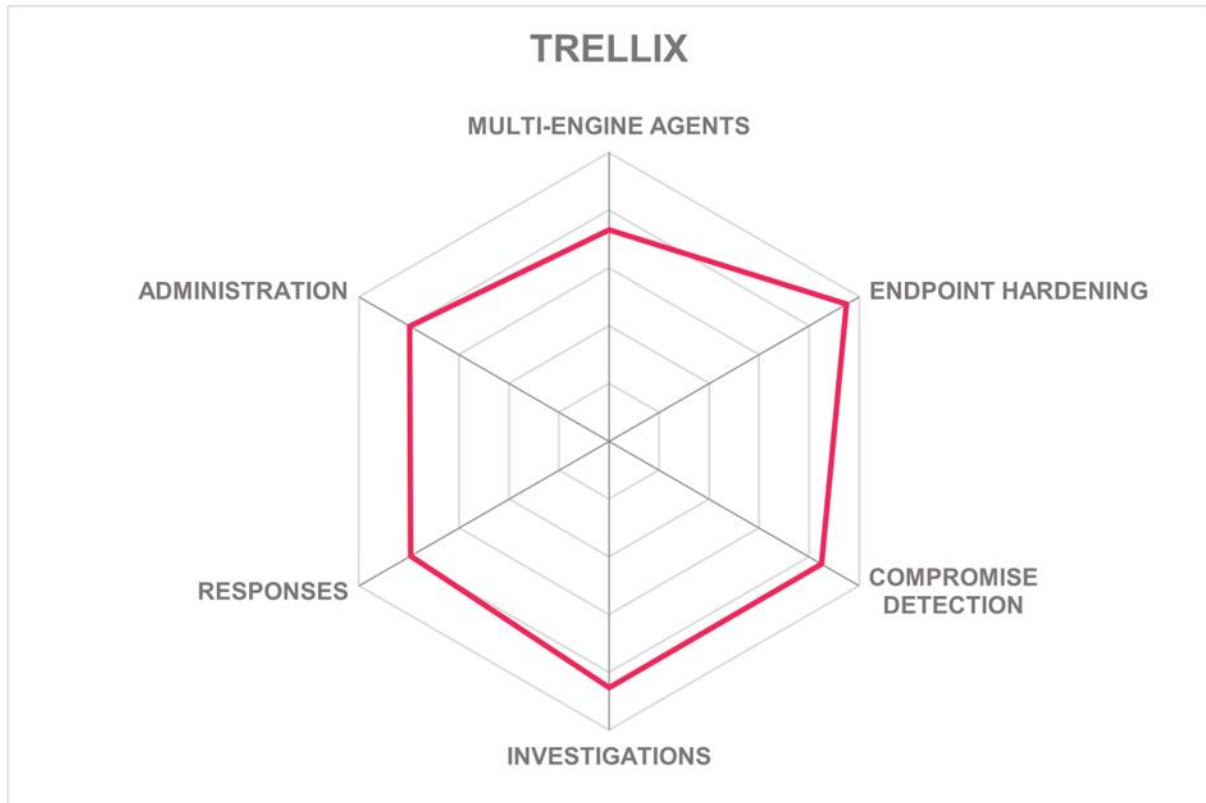 TRELLIX
MULTI-ENGINE AGENTS
ADMINISTRATION
ENDPOINT HARDENING
RESPONSES
COMPROMISE
DETECTION
INVESTIGATIONS